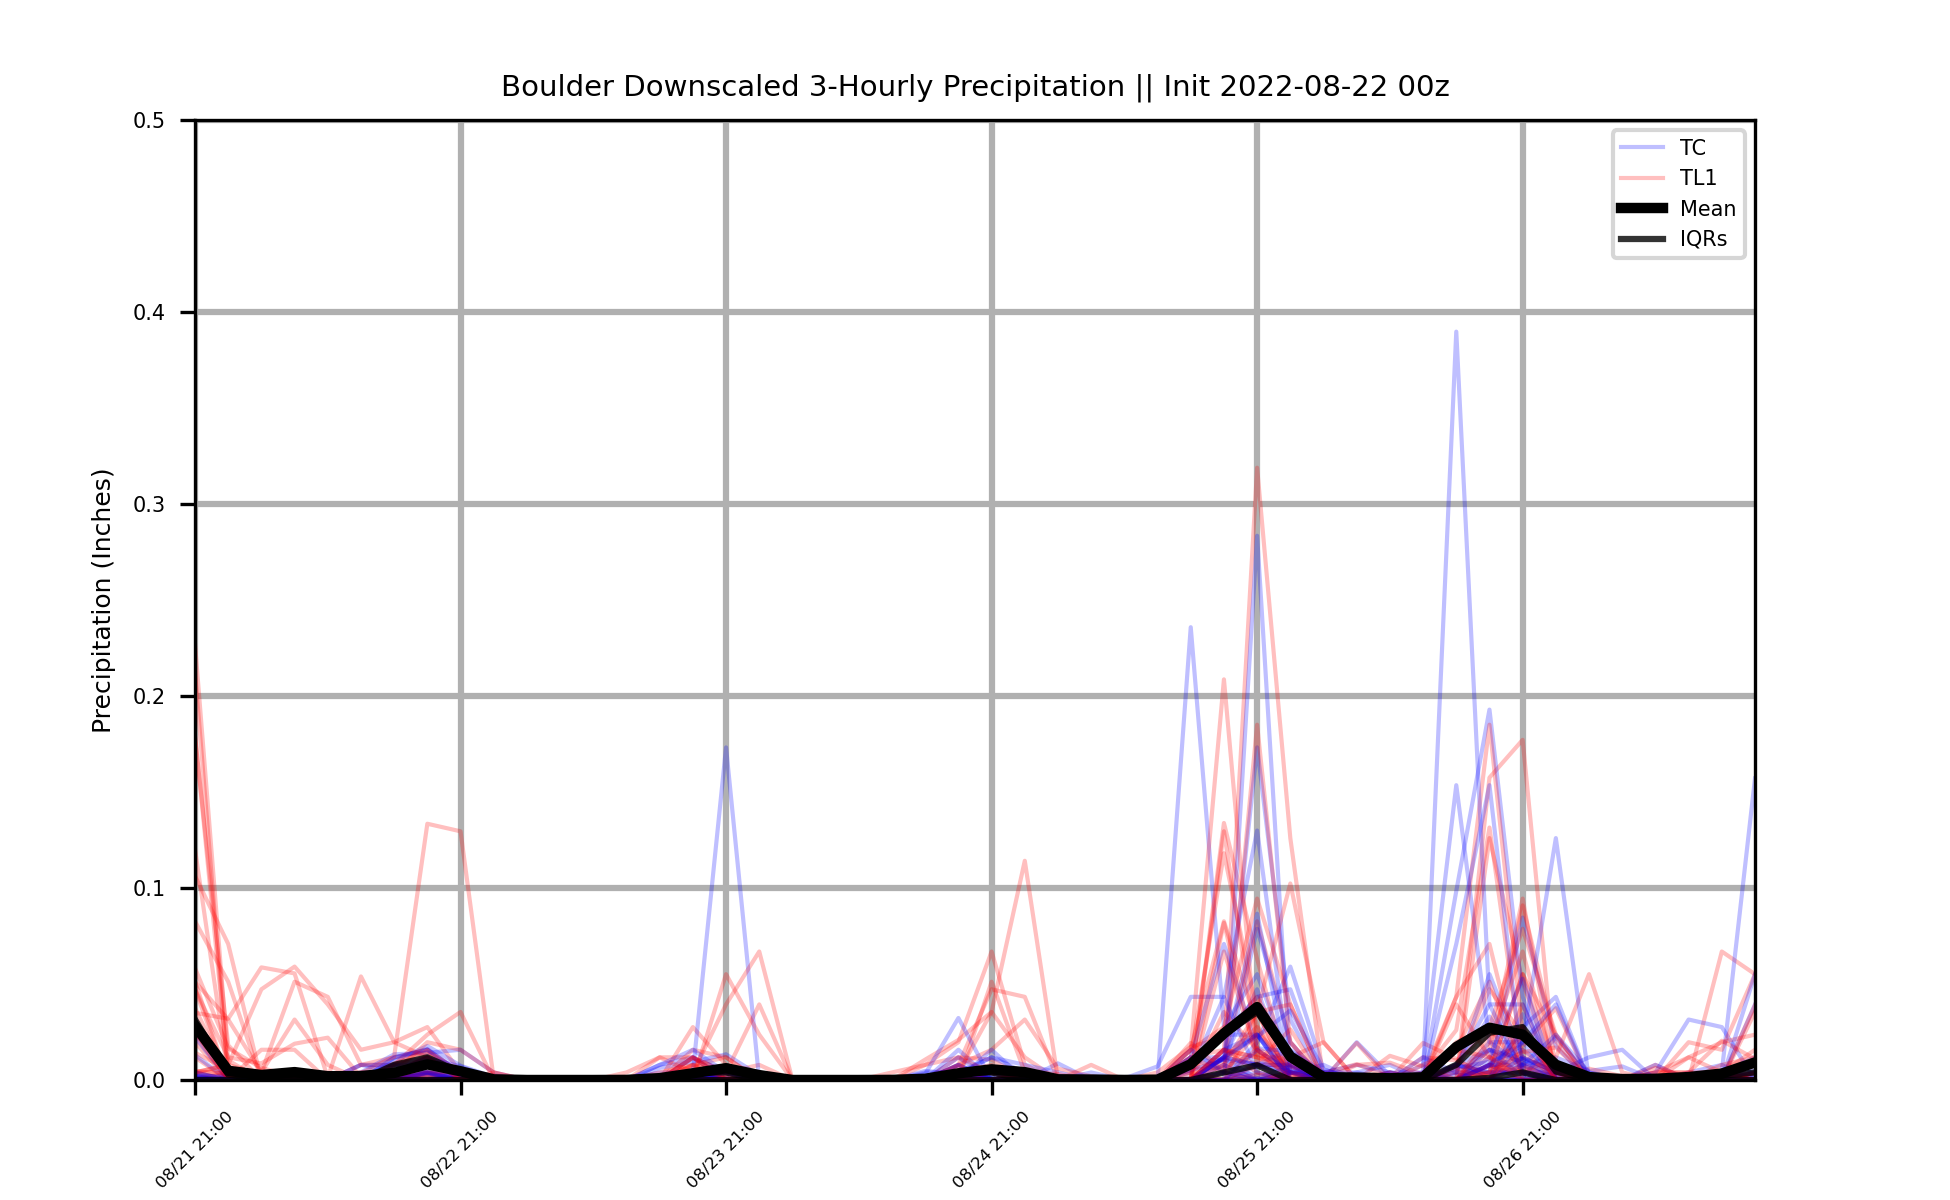 Boulder Downscaled 3-Hourly Precipitation || Init 2022-08-22 00z
Precipitation (Inches)
0.5
0.4
0.3
0.2
0.1
0.0
TC
TL1
Mean
IQRs
08/21 21:00
08/22 21:00
08/23 21:00
08/24 21:00
08/25 21:00
08/26 21:00